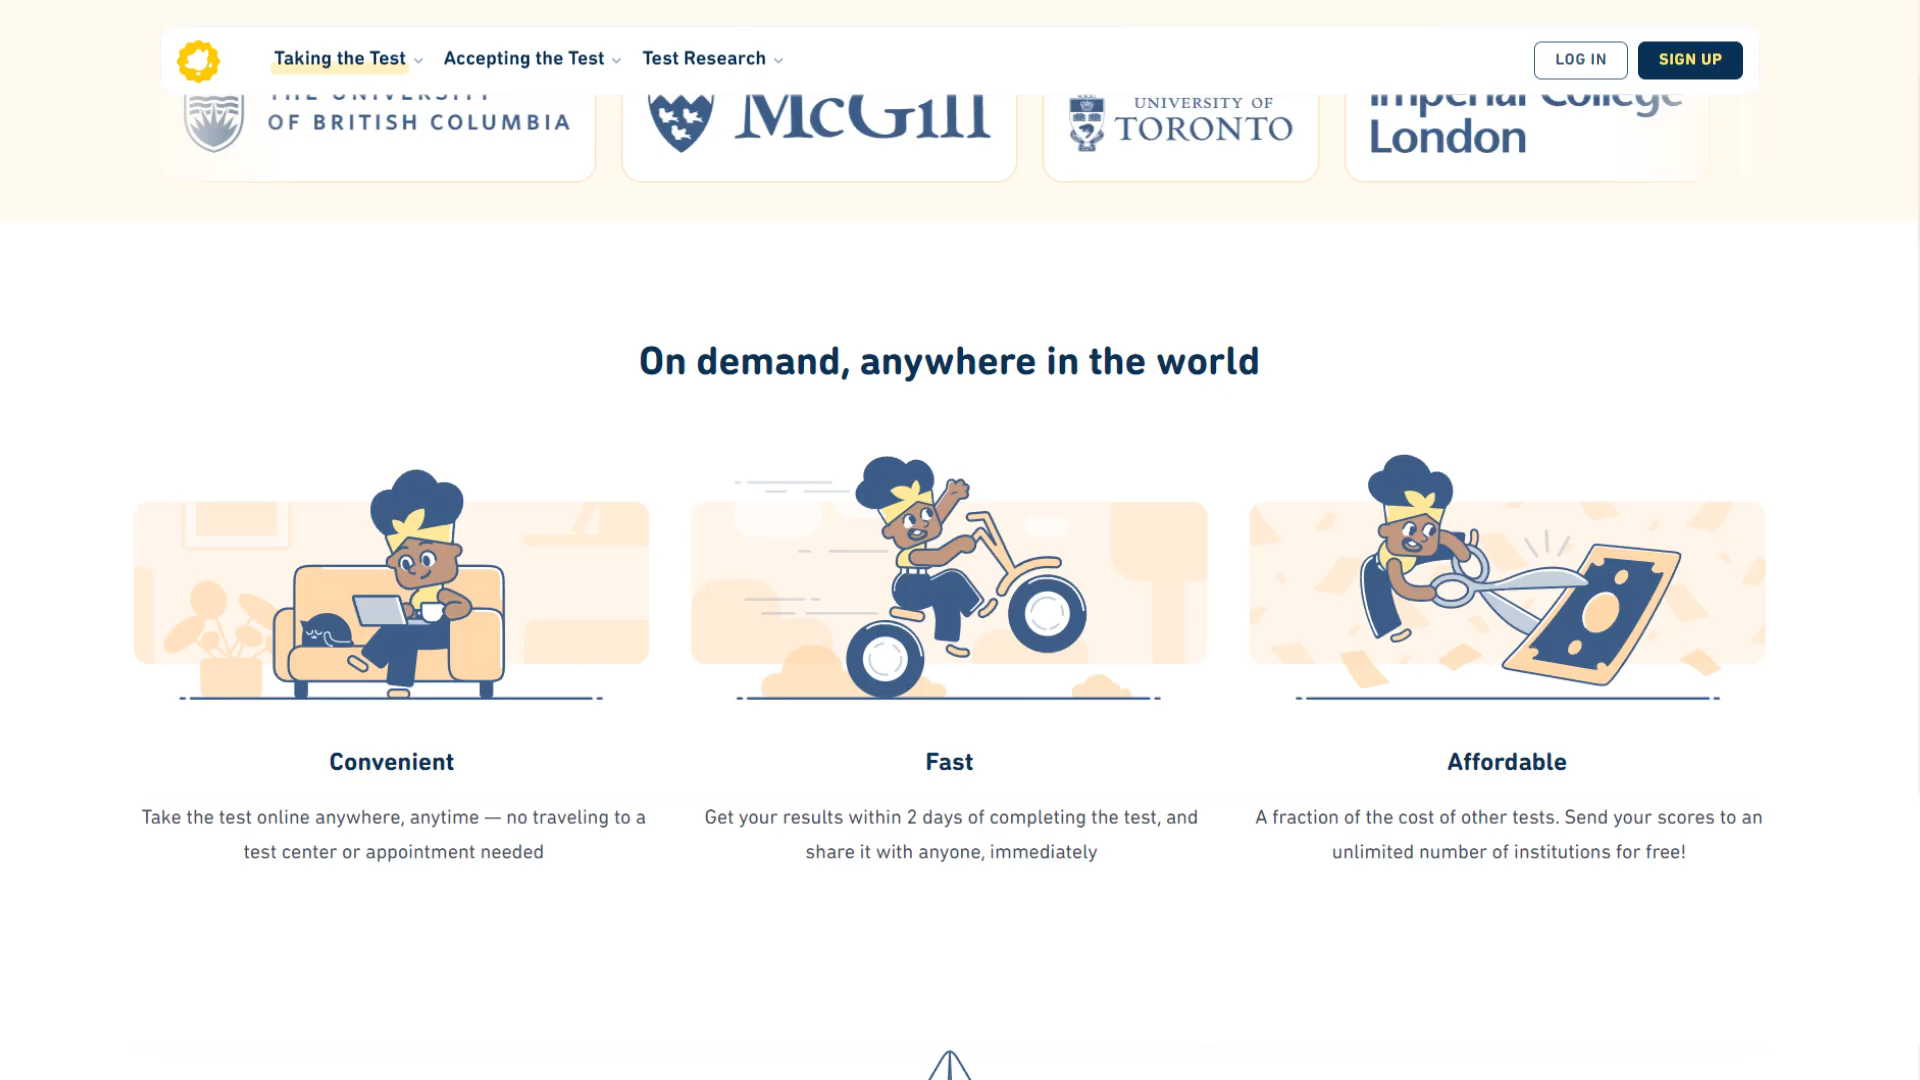 Taking the Test
Accepting the Test
Test Research
LOG IN
SIGN UP
THE UNIVERSITY
OF BRITISH COLUMBIA
McGill
UNIVERSITY OF
TORONTO
Imperial College
London
On demand, anywhere in the world
Convenient
Take the test online anywhere, anytime — no traveling to a
test center or appointment needed
Fast
Get your results within 2 days of completing the test, and
share it with anyone, immediately
Affordable
A fraction of the cost of other tests. Send your scores to an
unlimited number of institutions for free!